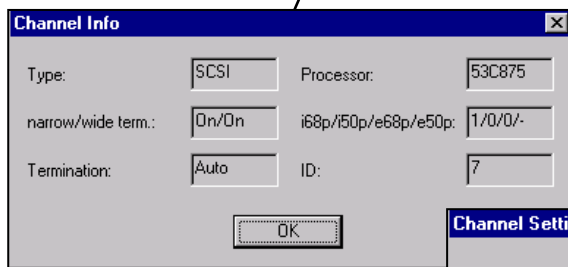 Channel Info
Type: SCSI Processor: 53C875
narrow/wide term.: On/On i68p/i50p/e68p/e50p: 1/0/0/-
Termination: Auto ID: 7
OK
Channel Setti